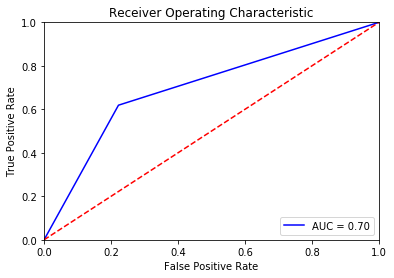 Receiver Operating Characteristic
True Positive Rate
1.0
0.8
0.6
0.4
0.2
0.0
AUC = 0.70
0.0 0.2 0.4 0.6 0.8 1.0
False Positive Rate